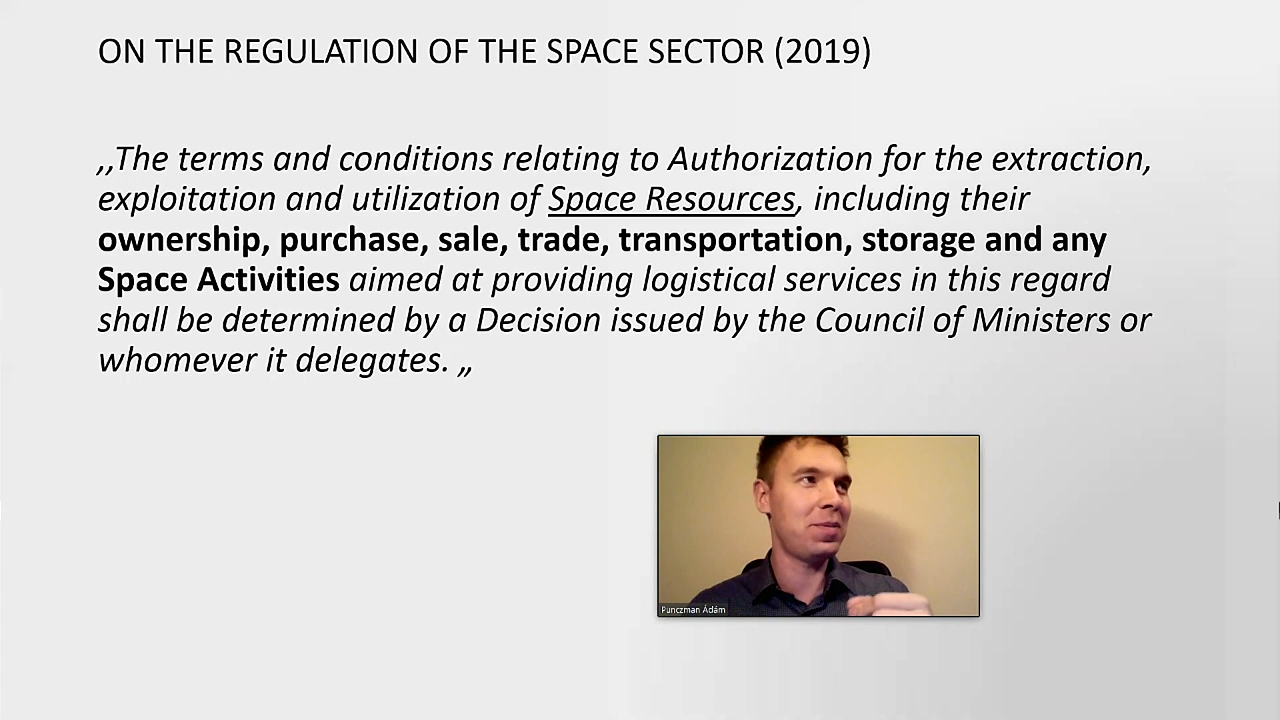 ON THE REGULATION OF THE SPACE SECTOR (2019)
,,The terms and conditions relating to Authorization for the extraction,
exploitation and utilization of Space Resources, including their
ownership, purchase, sale, trade, transportation, storage and any
Space Activities aimed at providing logistical services in this regard
shall be determined by a Decision issued by the Council of Ministers or
whomever it delegates. „
Punczman Ádám